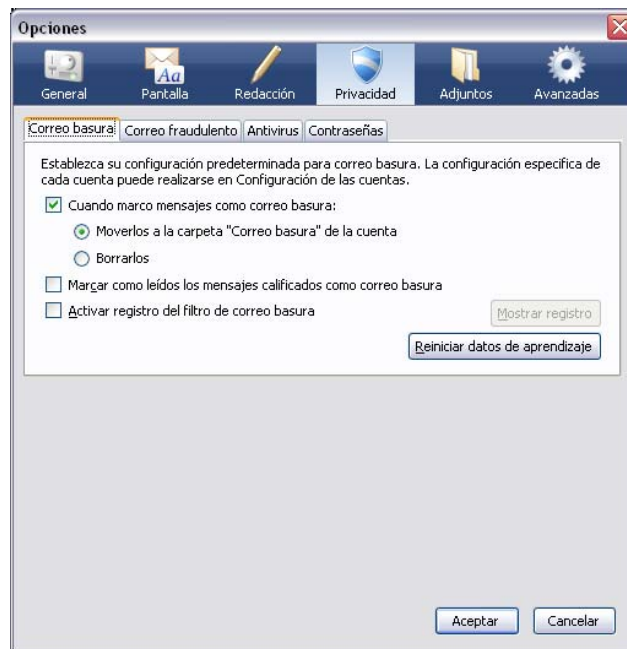 Opciones
General Pantalla Redacción Privacidad Adjuntos Avanzadas
Correo basura Correo fraudulento Antivirus Contraseñas
Establezca su configuración predeterminada para correo basura. La configuración especifica de
cada cuenta puede realizarse en Configuración de las cuentas.
Cuando marco mensajes como correo basura:
Moverlos a la carpeta "Correo basura" de la cuenta
Borrarlos
Marcar como leídos los mensajes calificados como correo basura
Activar registro del filtro de correo basura Mostrar registro
Reiniciar datos de aprendizaje
Aceptar Cancelar